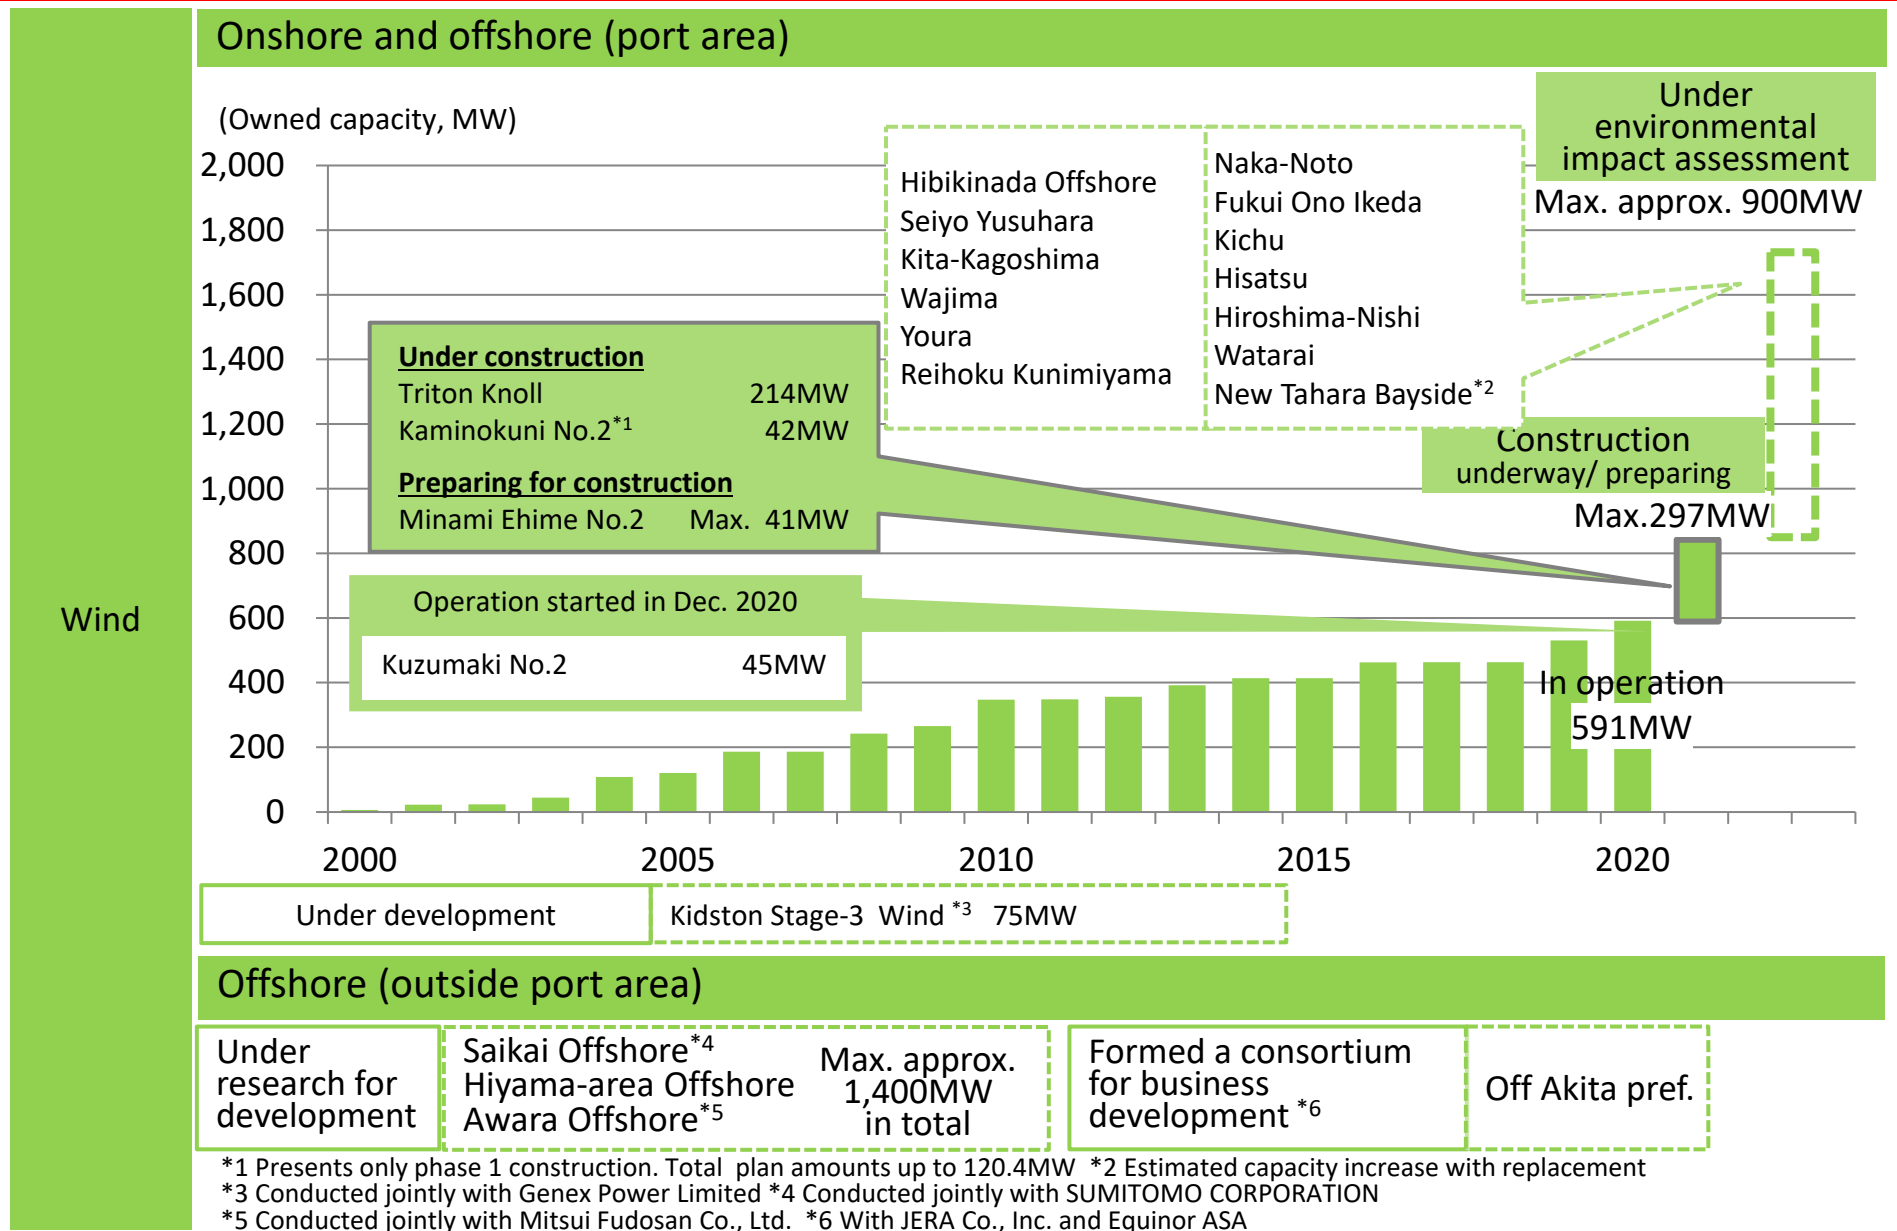 Onshore and offshore (port area)
Wind
(Owned capacity, MW)
2,000
1,800
1,600
1,400
1,200
1,000
800
600
400
200
0
2000
2005
2010
2015
2020
Under construction
Triton Knoll 214MW
Kaminokuni No.2*1 42MW
Preparing for construction
Minami Ehime No.2 Max. 41MW
Operation started in Dec. 2020
Kuzumaki No.2 45MW
Hibikinada Offshore
Seiyo Yusuhara
Kita-Kagoshima
Wajima
Youra
Reihoku Kunimiyama
Naka-Noto
Fukui Ono Ikeda
Kichu
Hisatsu
Hiroshima-Nishi
Watarai
New Tahara Bayside*2
Under
environmental
impact assessment
Max. approx. 900MW
Construction
underway/ preparing
Max.297MW
In operation
591MW
Under development
Kidston Stage-3 Wind *3 75MW
Offshore (outside port area)
Under
research for
development
Saikai Offshore*4
Hiyama-area Offshore
Awara Offshore*5
Max. approx.
1,400MW
in total
Formed a consortium
for business
development *6
Off Akita pref.
*1 Presents only phase 1 construction. Total plan amounts up to 120.4MW *2 Estimated capacity increase with replacement
*3 Conducted jointly with Genex Power Limited *4 Conducted jointly with SUMITOMO CORPORATION
*5 Conducted jointly with Mitsui Fudosan Co., Ltd. *6 With JERA Co., Inc. and Equinor ASA